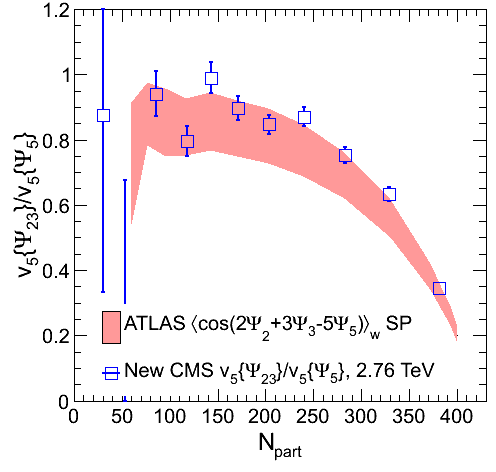 v₅{Ψ₂₃}/v₅{Ψ₅}
1.2
1
0.8
0.6
0.4
0.2
0
ATLAS ⟨cos(2Ψ₂+3Ψ₃-5Ψ₅)⟩w SP
New CMS v₅{Ψ₂₃}/v₅{Ψ₅}, 2.76 TeV
0 50 100 150 200 250 300 350 400
Npart